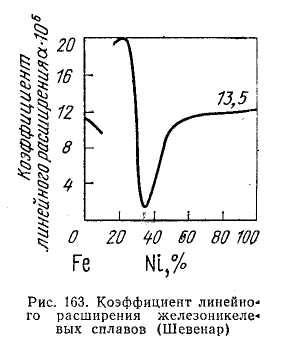 Коэффициент
линейного расширения α·10⁶
20
16
12
8
4
13,5
0 20 40 60 80 100
Fe Ni,%
Рис. 163. Коэффициент линейно-
го расширения железоникеле-
вых сплавов (Шевенар)